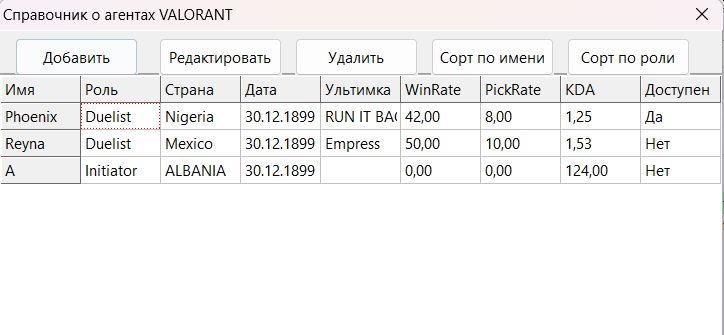 Справочник о агентах VALORANT
Добавить Редактировать Удалить Сорт по имени Сорт по роли
Имя Роль Страна Дата Ультимка WinRate PickRate KDA Доступен
Phoenix Duelist Nigeria 30.12.1899 RUN IT BAC 42,00 8,00 1,25 Да
Reyna Duelist Mexico 30.12.1899 Empress 50,00 10,00 1,53 Нет
A Initiator ALBANIA 30.12.1899 0,00 0,00 124,00 Нет